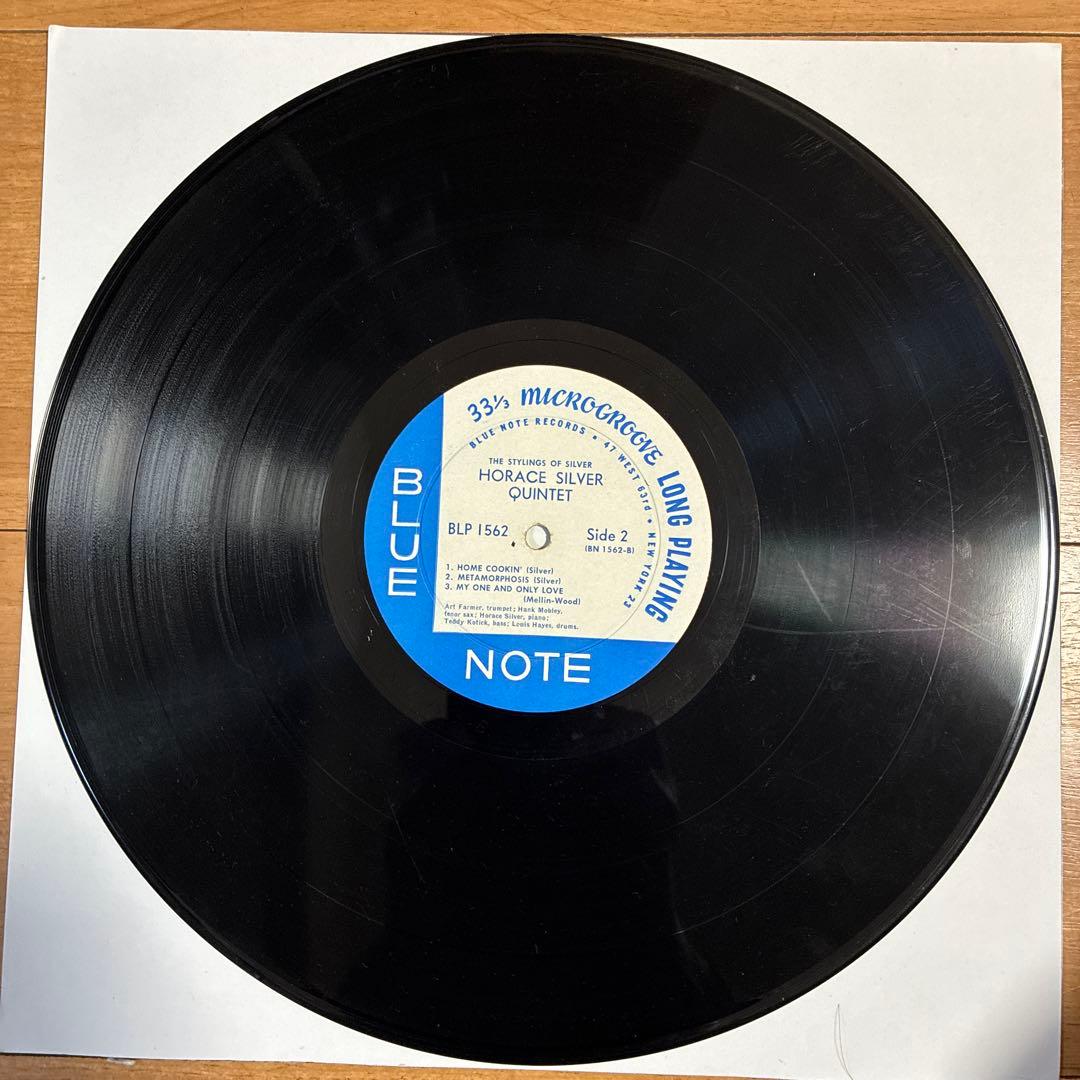 33⅓ MICROGROOVE LONG PLAYING
BLUE NOTE RECORDS • 47 WEST 63rd • NEW YORK 23
THE STYLINGS OF SILVER
HORACE SILVER
QUINTET
BLP 1562
Side 2
(BN 1562-B)
1. HOME COOKIN' (Silver)
2. METAMORPHOSIS (Silver)
3. MY ONE AND ONLY LOVE
(Mellin-Wood)
Art Farmer, trumpet; Hank Mobley,
tenor sax; Horace Silver, piano;
Teddy Kotick, bass; Louis Hayes, drums.
BLUE
NOTE